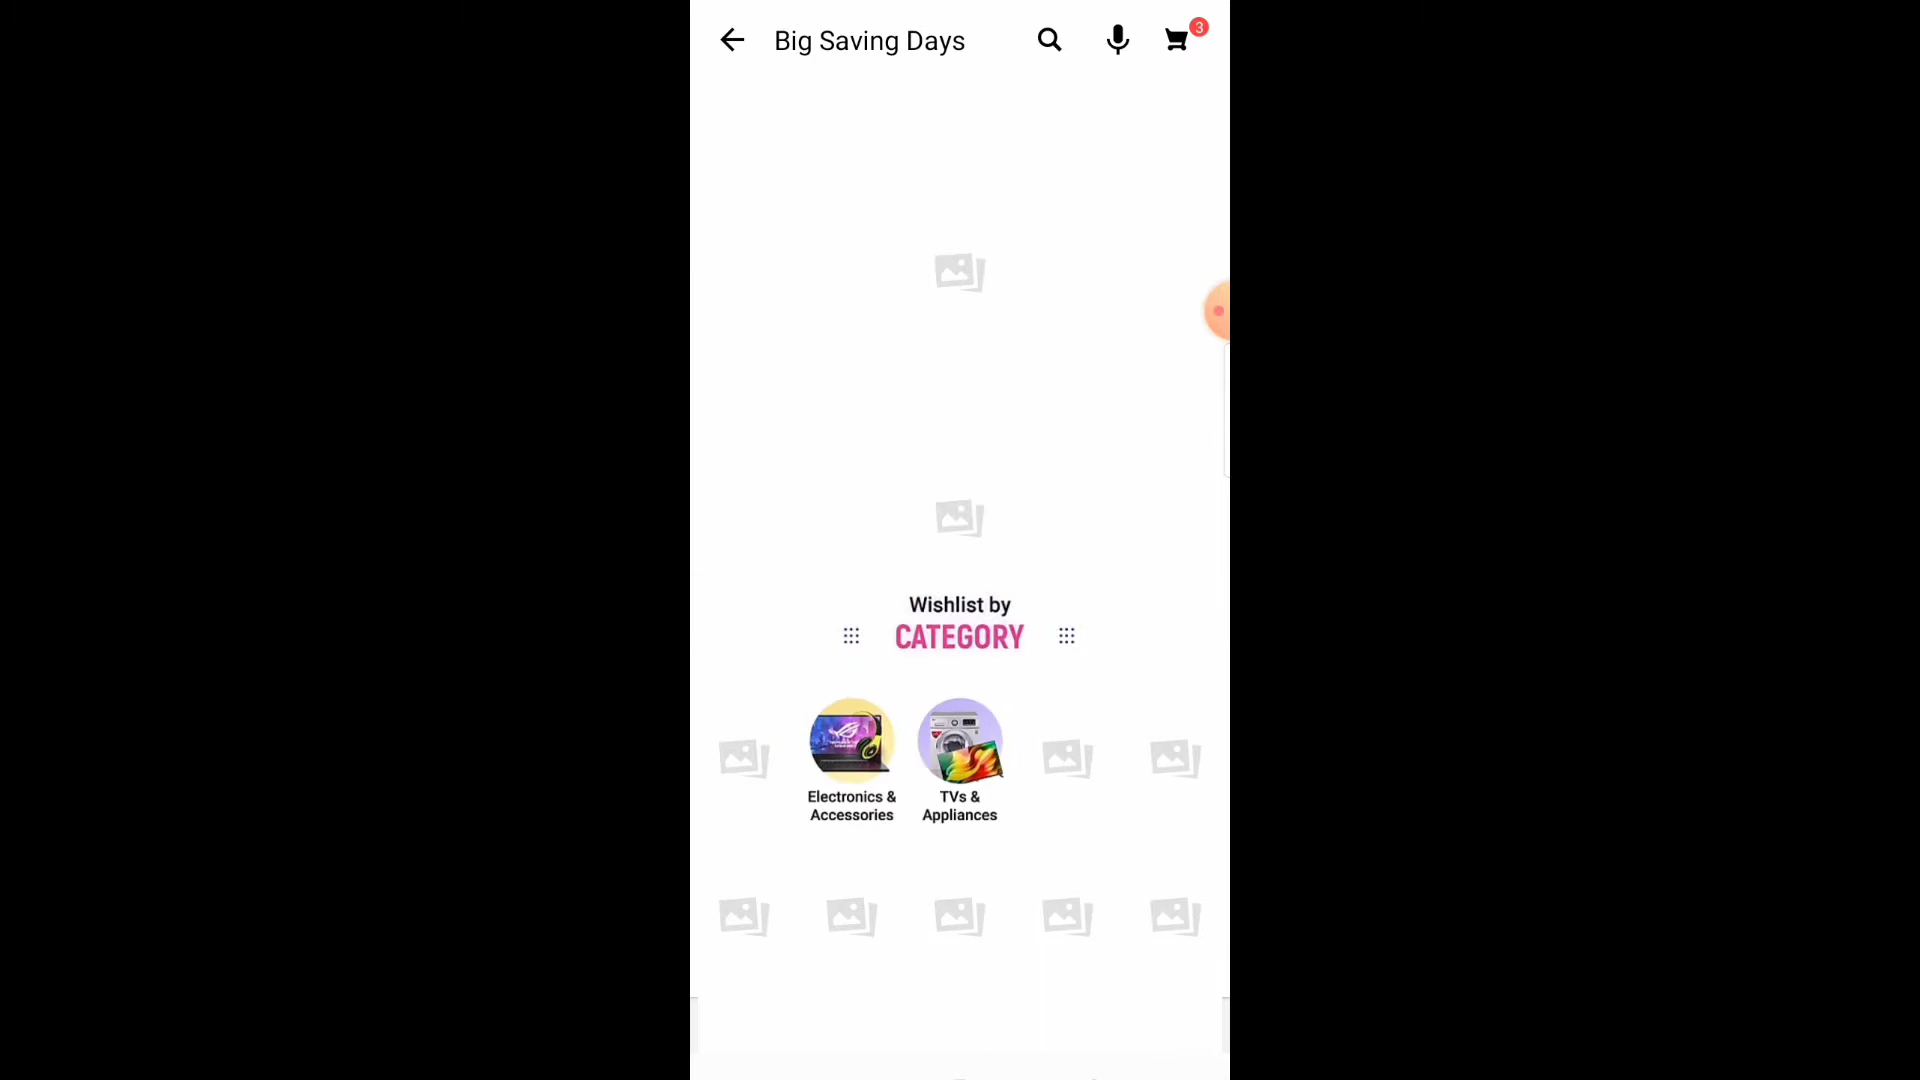 Big Saving Days
3
Wishlist by
CATEGORY
Electronics &
Accessories
TVs &
Appliances